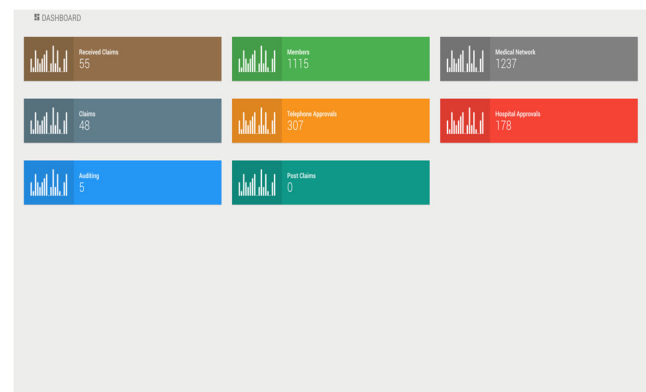 DASHBOARD
Received Claims
55
Members
1115
Medical Network
1237
Claims
48
Telephone Approvals
307
Hospital Approvals
178
Auditing
5
Post Claims
0